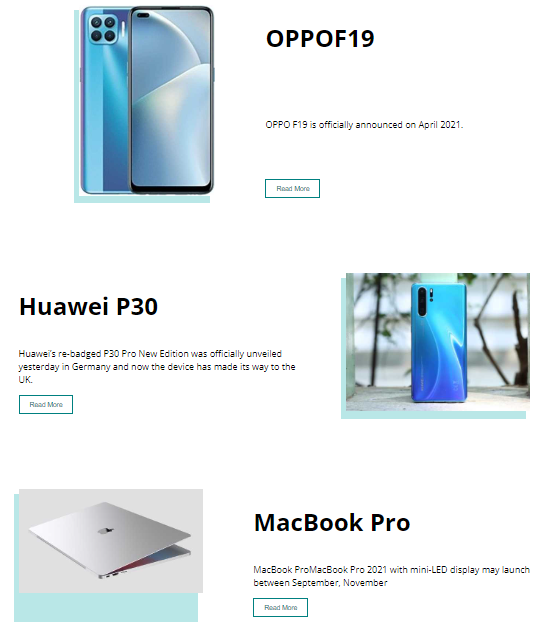 OPPOF19
OPPO F19 is officially announced on April 2021.
Read More
Huawei P30
Huawei's re-badged P30 Pro New Edition was officially unveiled
yesterday in Germany and now the device has made its way to the
UK.
Read More
MacBook Pro
MacBook ProMacBook Pro 2021 with mini-LED display may launch
between September, November
Read More